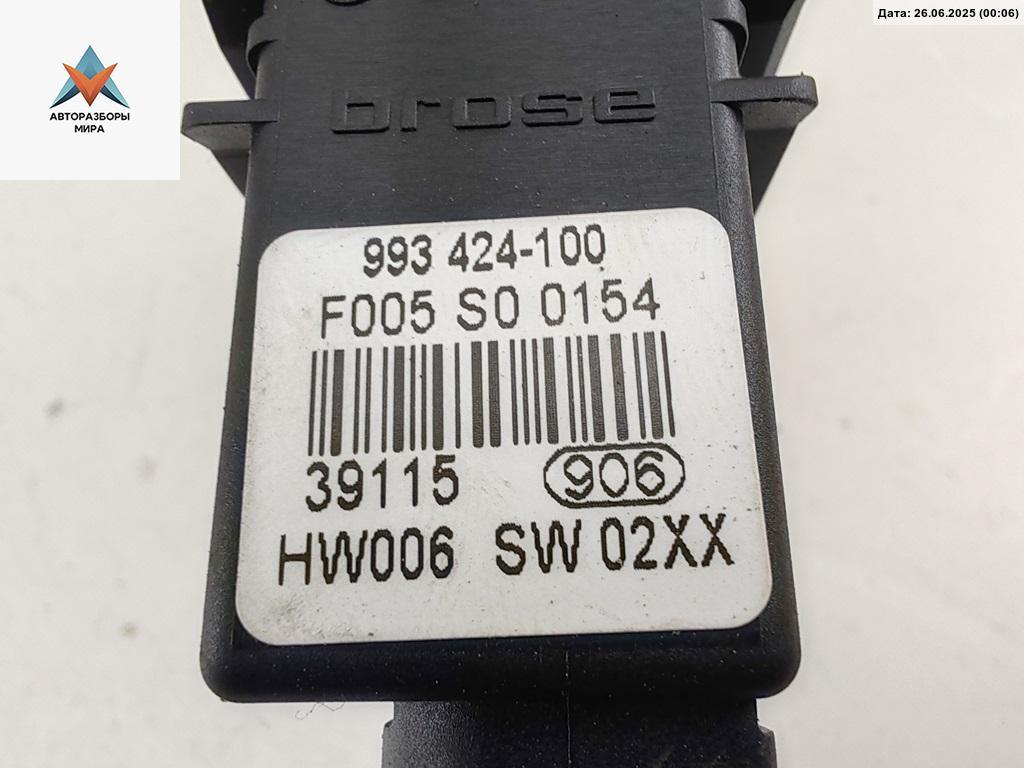 Дата: 26.06.2025 (00:06)
АВТОРАЗБОРЫ
МИРА
brose
993 424-100
F005 S0 0154
39115 906
HW006 SW 02XX